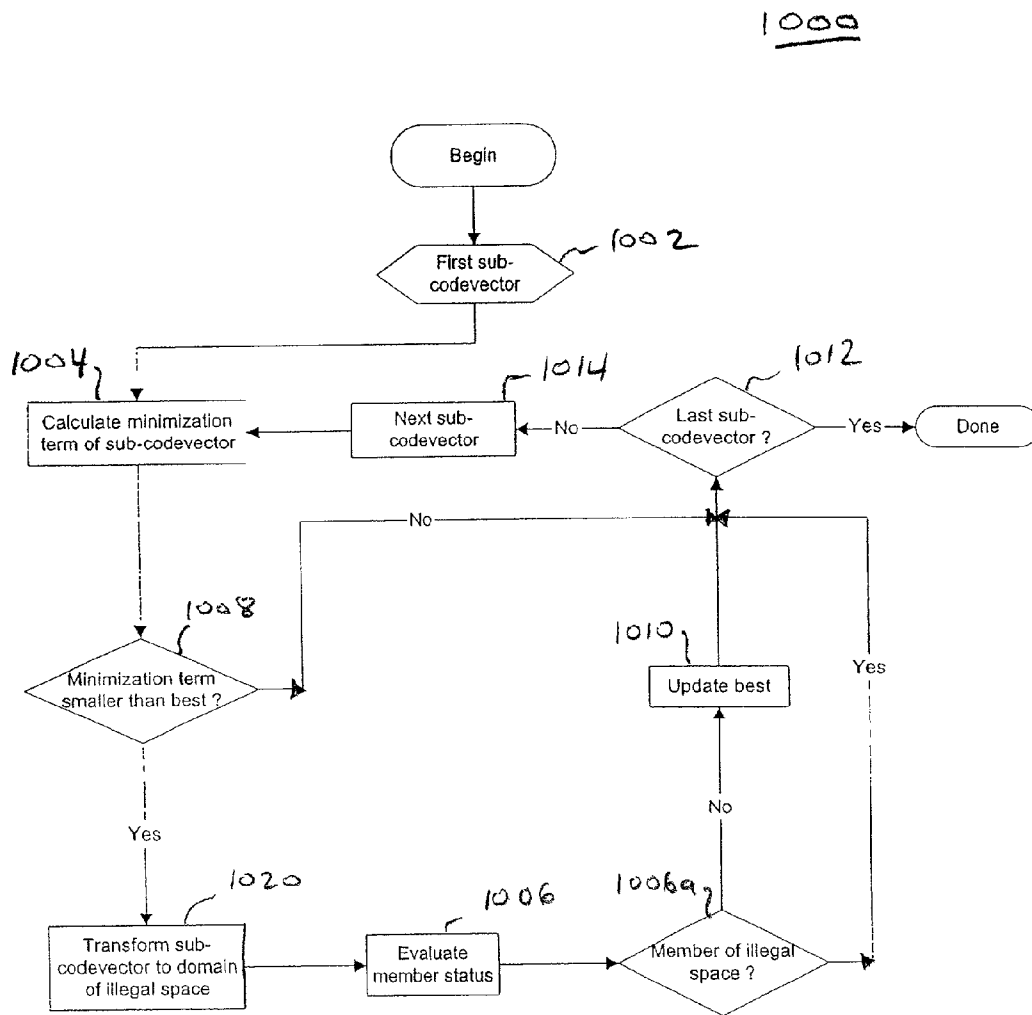 1000
Begin
1002
First sub-
codevector
1004
1014
1012
Calculate minimization
term of sub-codevector
Next sub-
codevector
No
Last sub-
codevector ?
Yes
Done
No
1008
Minimization term
smaller than best ?
1010
Update best
Yes
Yes
No
1020
1006
1006a
Transform sub-
codevector to domain
of illegal space
Evaluate
member status
Member of illegal
space ?